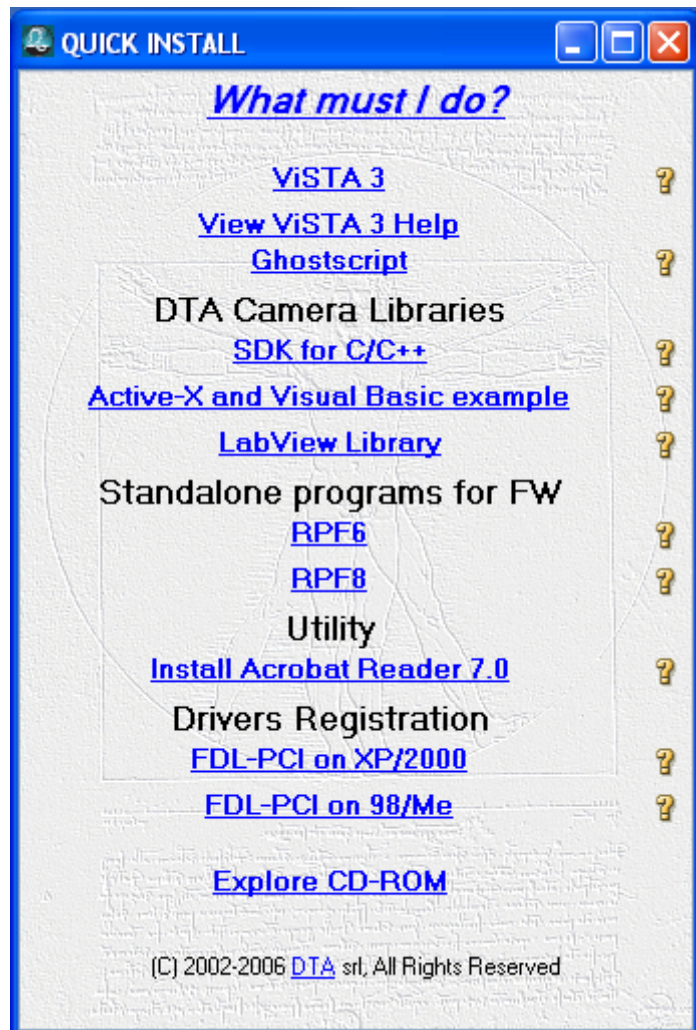 QUICK INSTALL
What must I do?
ViSTA 3
View ViSTA 3 Help
Ghostscript
DTA Camera Libraries
SDK for C/C++
Active-X and Visual Basic example
LabView Library
Standalone programs for FW
RPF6
RPF8
Utility
Install Acrobat Reader 7.0
Drivers Registration
FDL-PCI on XP/2000
FDL-PCI on 98/Me
Explore CD-ROM
(C) 2002-2006 DTA srl, All Rights Reserved